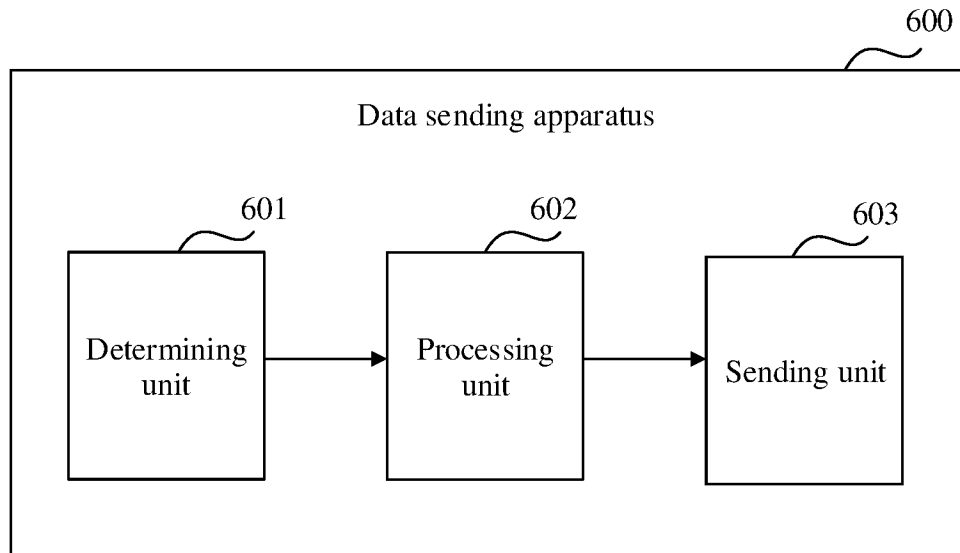 600
Data sending apparatus
601
602
603
Determining
unit
Processing
unit
Sending unit